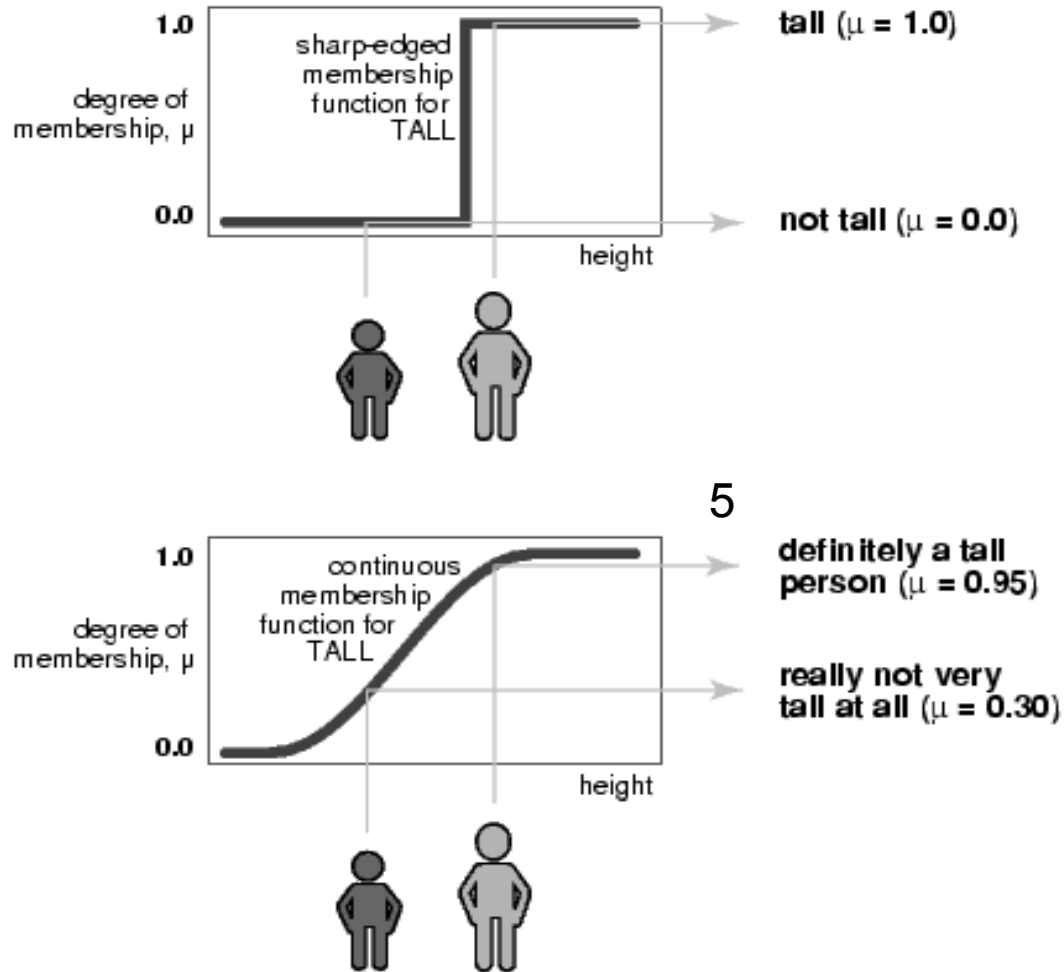 1.0
sharp-edged
membership
function for
TALL
degree of
membership, μ
0.0
height
tall (μ = 1.0)
not tall (μ = 0.0)
5
1.0
continuous
membership
function for
TALL
degree of
membership, μ
0.0
height
definitely a tall
person (μ = 0.95)
really not very
tall at all (μ = 0.30)